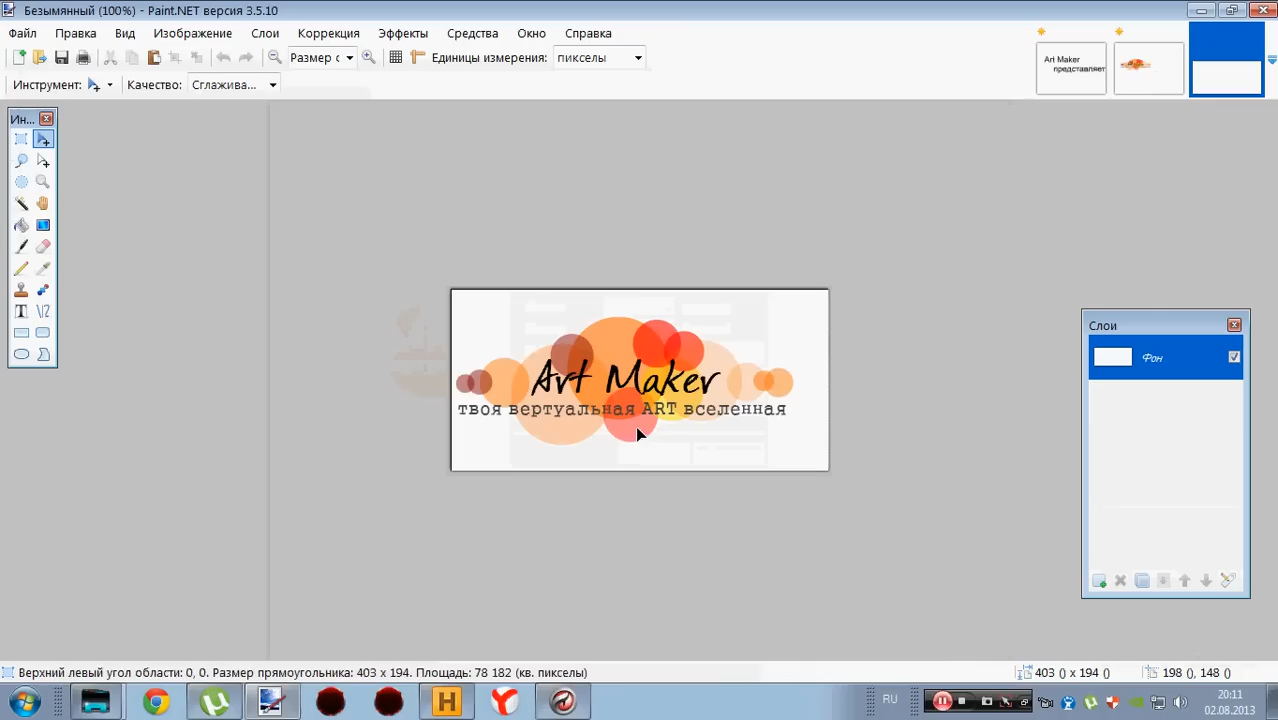 Безымянный (100%) - Paint.NET версия 3.5.10
Файл Правка Вид Изображение Слои Коррекция Эффекты Средства Окно Справка
Размер с Единицы измерения: пикселы
Инструмент: Качество: Сглажива...
Art Maker
представляет
Ин...
Слои
Фон
Art Maker
твоя вертуальная ART вселенная
Верхний левый угол области: 0, 0. Размер прямоугольника: 403 x 194. Площадь: 78 182 (кв. пикселы)
403 () x 194 () 198 (), 148 ()
RU
20:11
02.08.2013